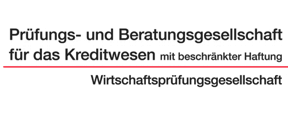 Prüfungs- und Beratungsgesellschaft
für das Kreditwesen mit beschränkter Haftung
Wirtschaftsprüfungsgesellschaft